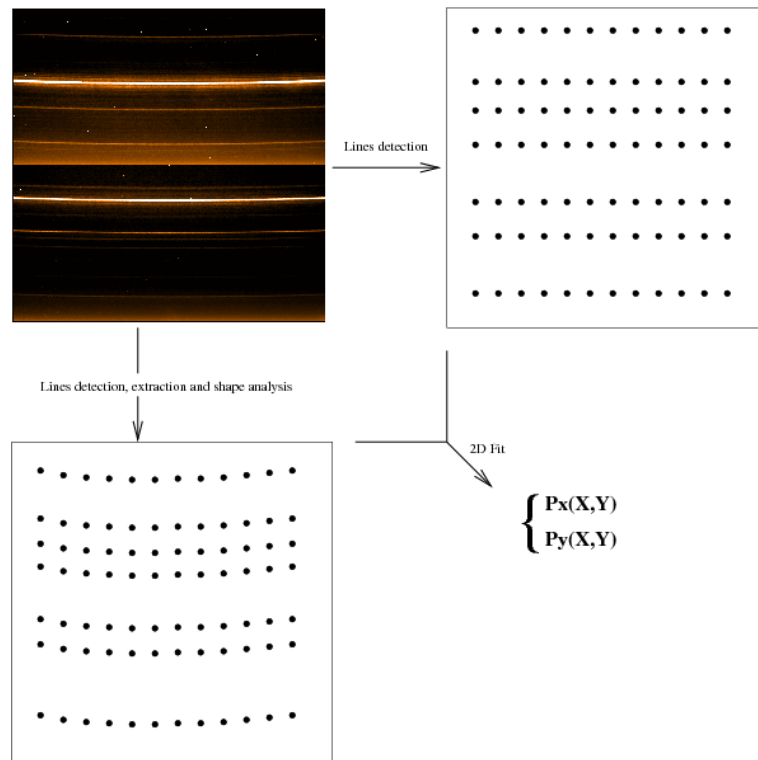 Lines detection
Lines detection, extraction and shape analysis
2D Fit
Px(X,Y)
Py(X,Y)